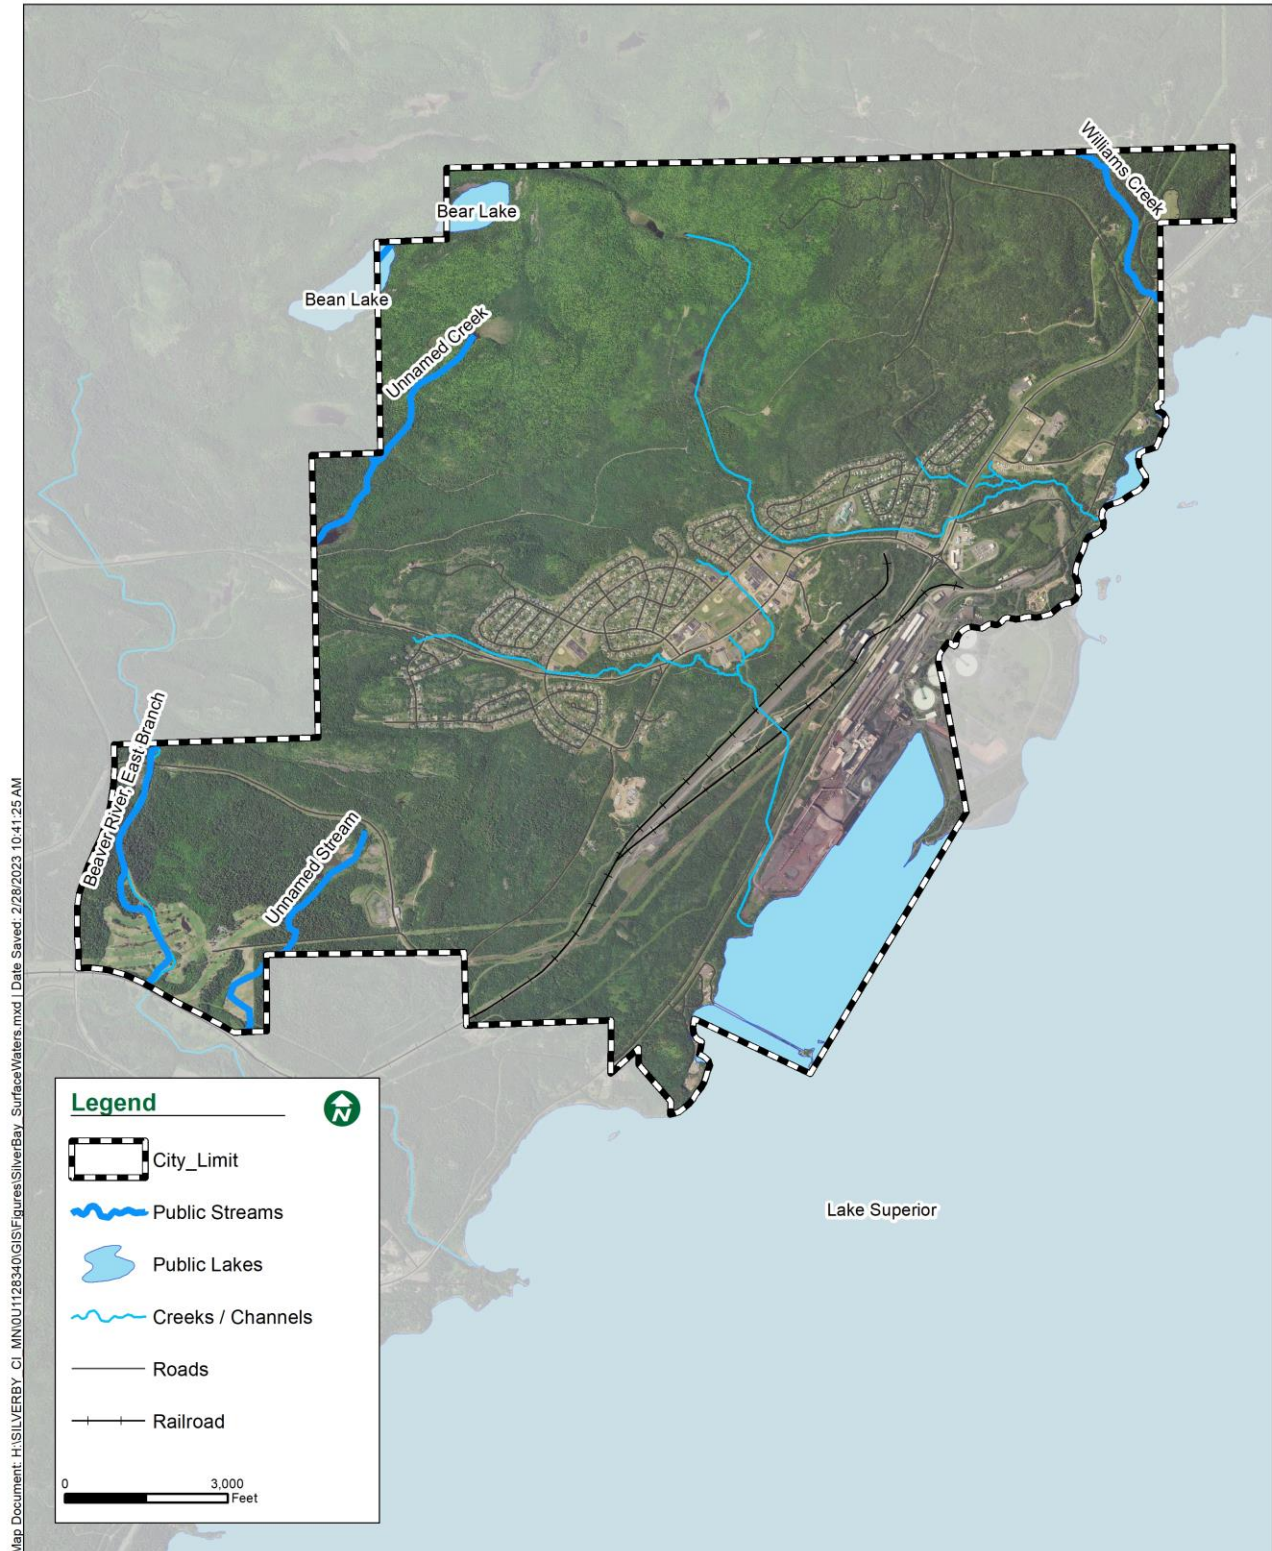 Williams Creek
Bear Lake
Bean Lake
Unnamed Creek
Beaver River, East Branch
Unnamed Stream
Lake Superior
Legend
N
City_Limit
Public Streams
Public Lakes
Creeks / Channels
Roads
Railroad
0 3,000
Feet
Map Document: H:\SILVERBY_CI_MN\0U1128340\GIS\Figures\SilverBay_SurfaceWaters.mxd | Date Saved: 2/28/2023 10:41:25 AM